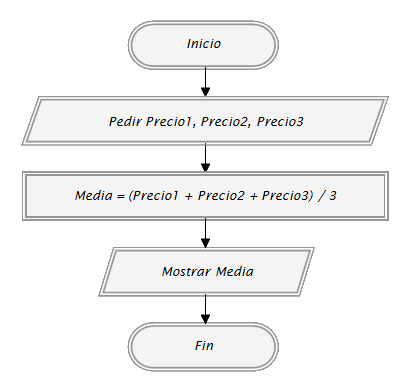 Inicio
Pedir Precio1, Precio2, Precio3
Media = (Precio1 + Precio2 + Precio3) / 3
Mostrar Media
Fin